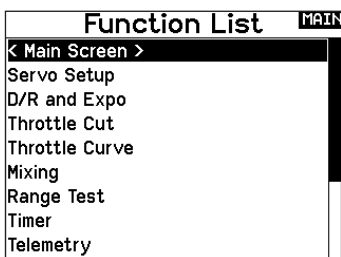 Function List MAIN
< Main Screen >
Servo Setup
D/R and Expo
Throttle Cut
Throttle Curve
Mixing
Range Test
Timer
Telemetry